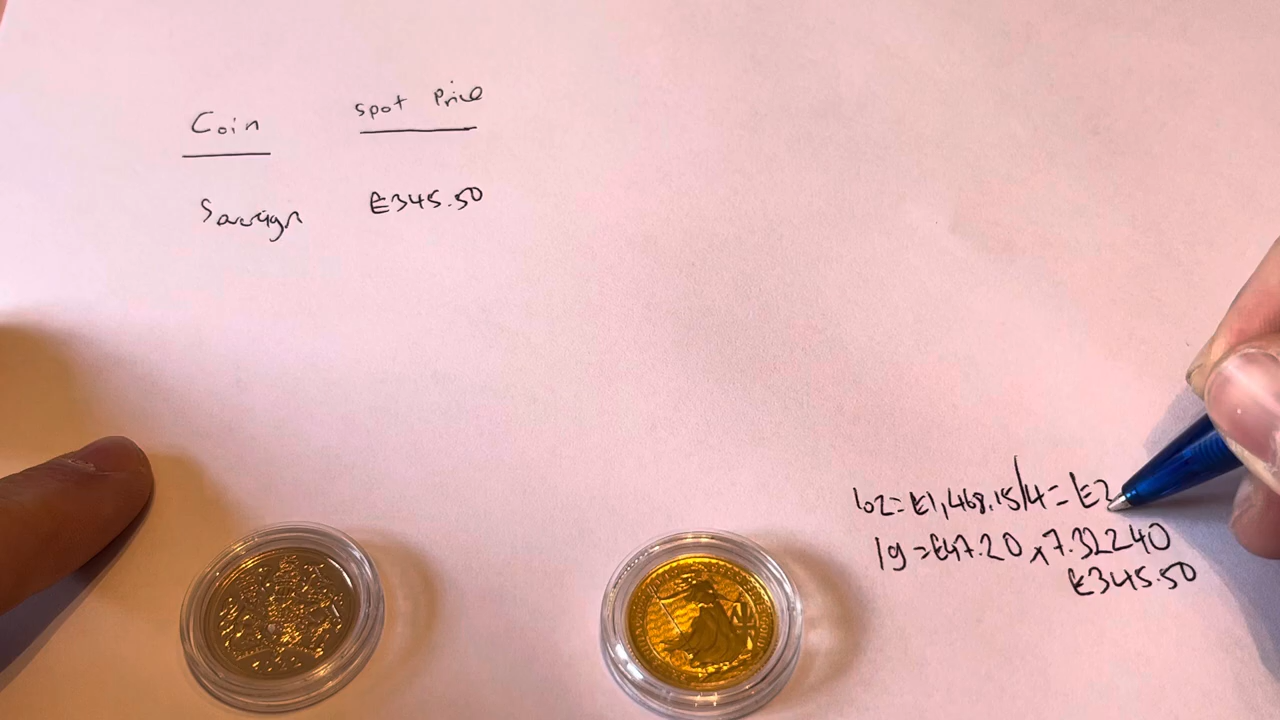 Coin Spot Price
Sovereign £345.50
1oz=£1,468.15/4=£2
1g=£47.20 x 7.32240
£345.50